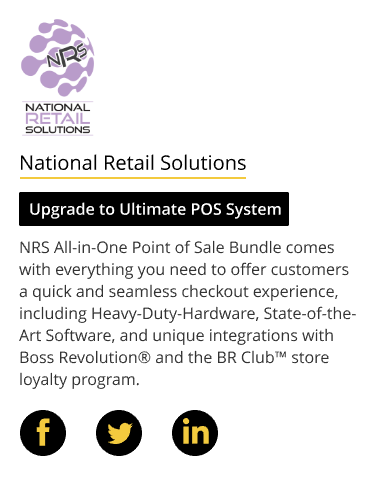 NRS
NATIONAL
RETAIL
SOLUTIONS
National Retail Solutions
Upgrade to Ultimate POS System
NRS All-in-One Point of Sale Bundle comes
with everything you need to offer customers
a quick and seamless checkout experience,
including Heavy-Duty-Hardware, State-of-the-
Art Software, and unique integrations with
Boss Revolution® and the BR Club™ store
loyalty program.
f
in